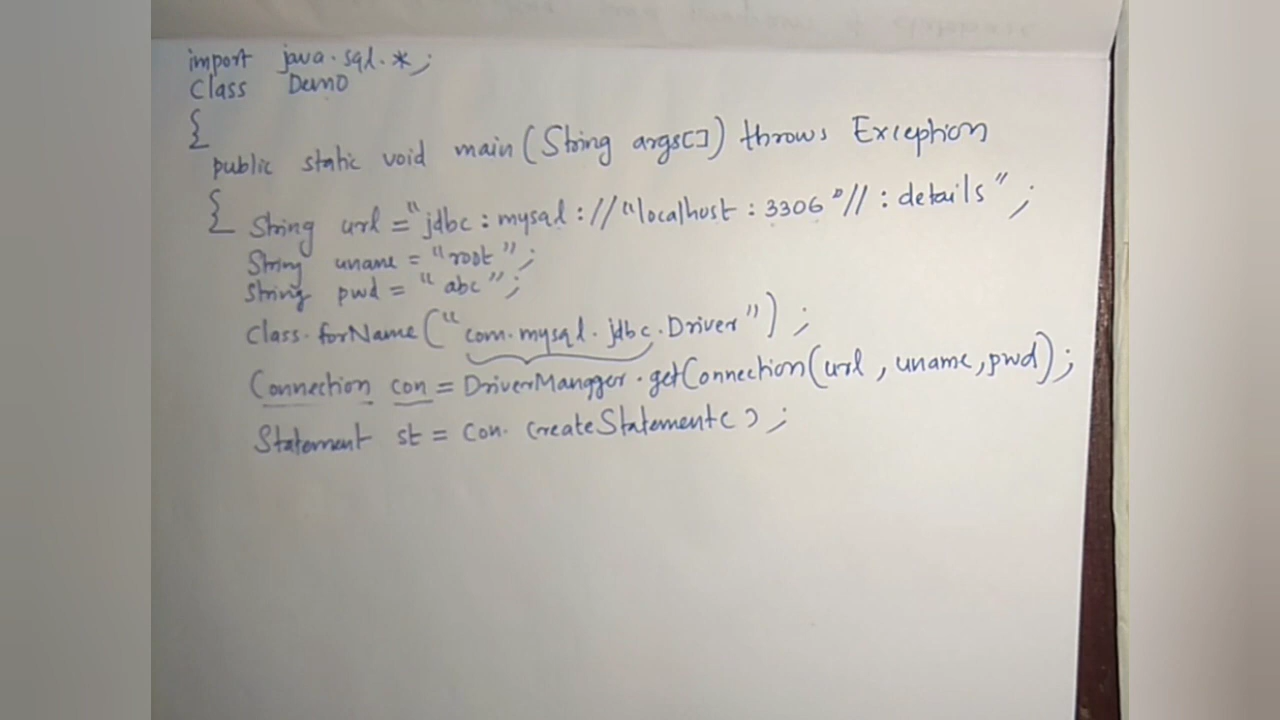 import java.sql.*;
Class Demo
{
public static void main(String args[]) throws Exception
{ String url = "jdbc:mysql://"localhost:3306"//:details";
String uname = "root";
String pwd = "abc";
Class.forName("com.mysql.jdbc.Driver");
Connection con = DriverMangger.getConnection(url, uname, pwd);
Statement st = con.createStatement();